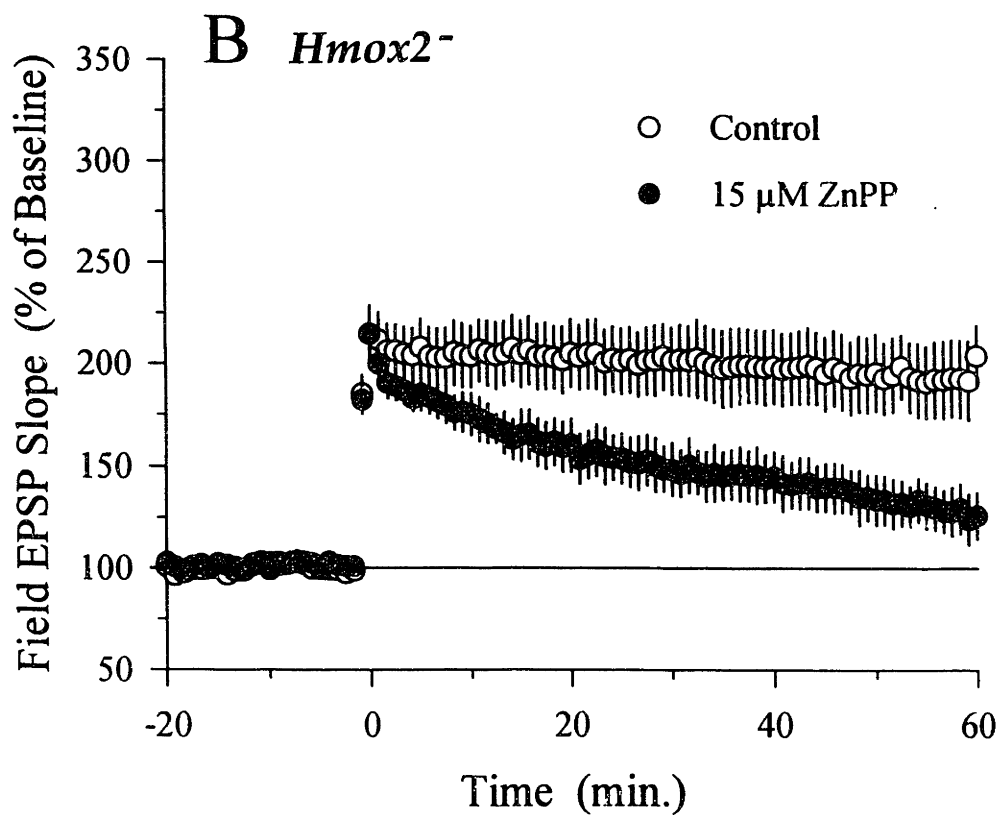 B Hmox2⁻
350
300
250
200
150
100
50
Field EPSP Slope (% of Baseline)
Control
15 µM ZnPP
-20
0
20
40
60
Time (min.)